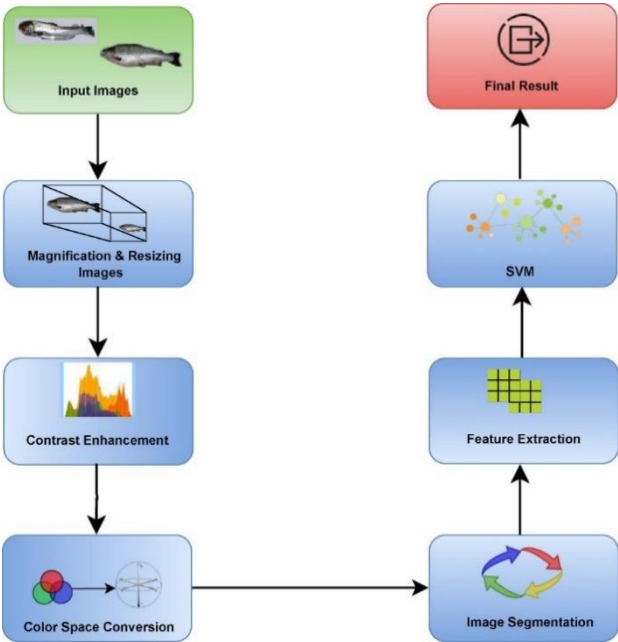 Input Images
Magnification & Resizing
Images
Contrast Enhancement
Color Space Conversion
Image Segmentation
Feature Extraction
SVM
Final Result